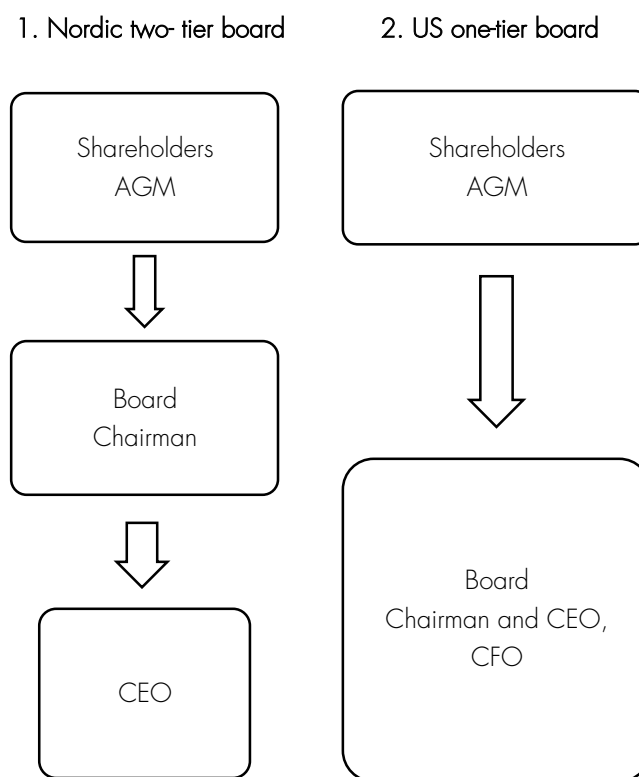 1. Nordic two- tier board
Shareholders
AGM
Board
Chairman
CEO
2. US one-tier board
Shareholders
AGM
Board
Chairman and CEO,
CFO